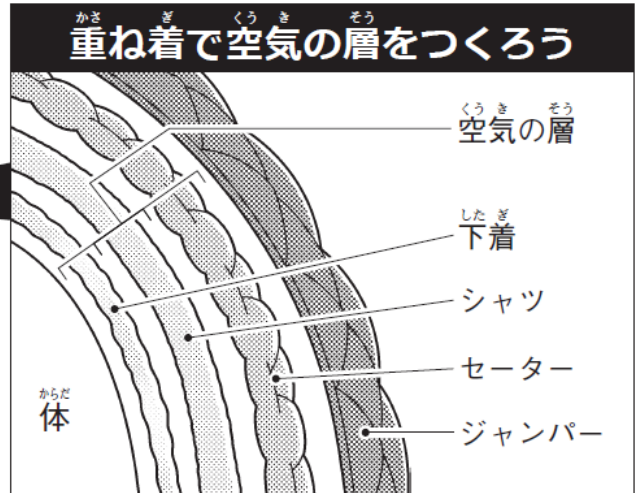 重ね着で空気の層をつくろう
空気の層
下着
シャツ
セーター
ジャンパー
体